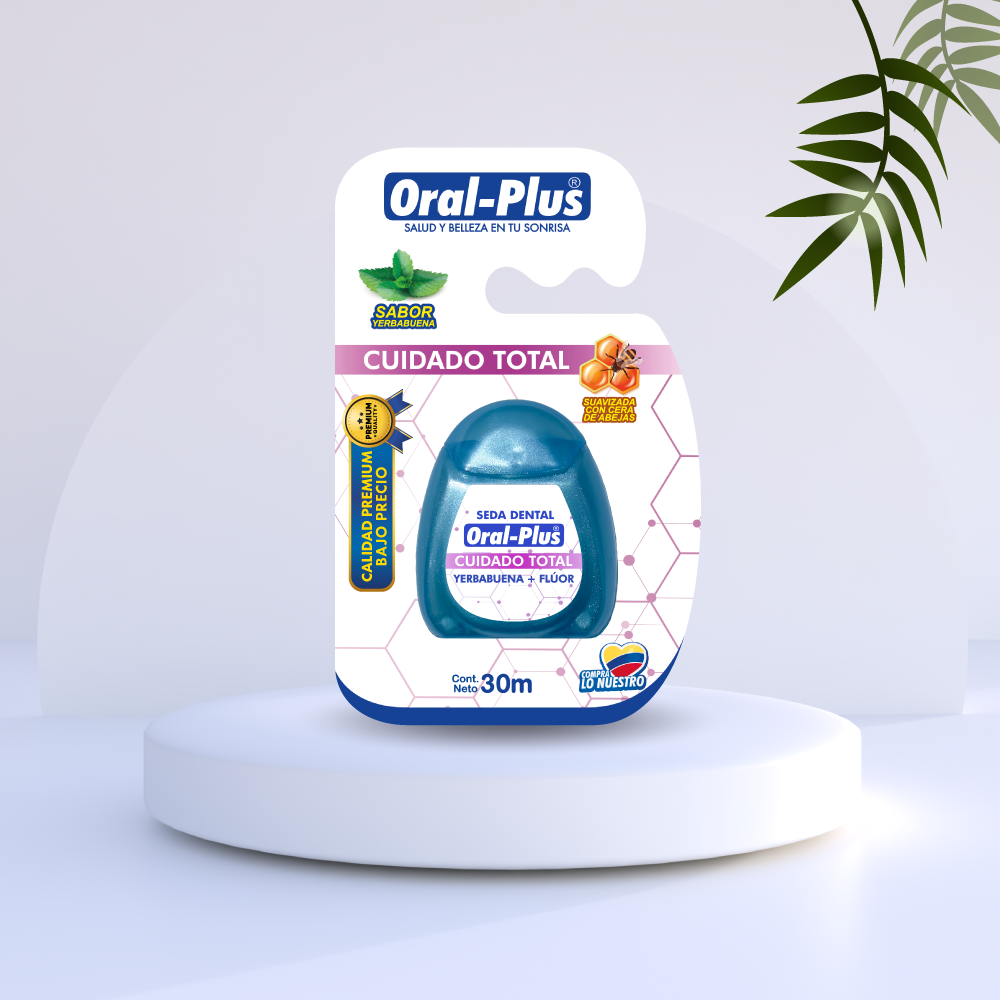 Oral-Plus®
SALUD Y BELLEZA EN TU SONRISA
SABOR
YERBABUENA
CUIDADO TOTAL
SUAVIZADA
CON CERA
DE ABEJAS
PREMIUM
QUALITY
CALIDAD PREMIUM
BAJO PRECIO
SEDA DENTAL
Oral-Plus®
CUIDADO TOTAL
YERBABUENA + FLÚOR
Cont.
Neto 30m
COMPRA
LO NUESTRO